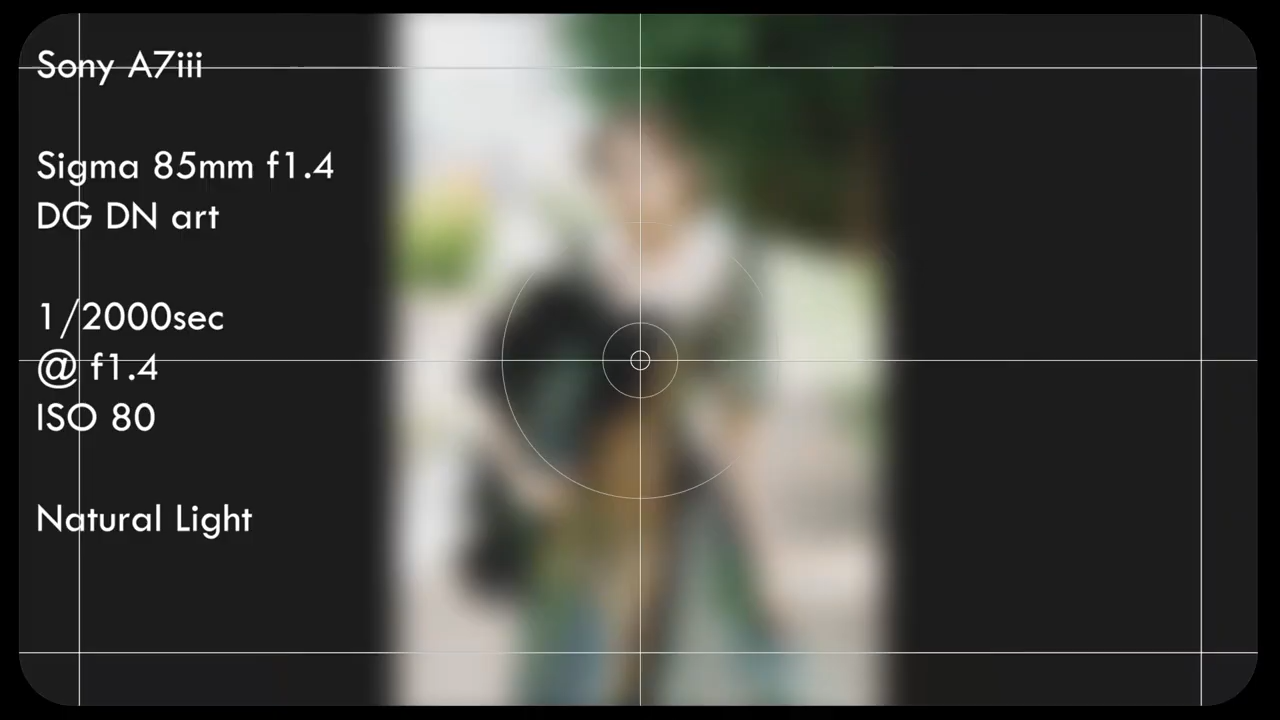 Sony A7iii
Sigma 85mm f1.4
DG DN art
1/2000sec
@ f1.4
ISO 80
Natural Light